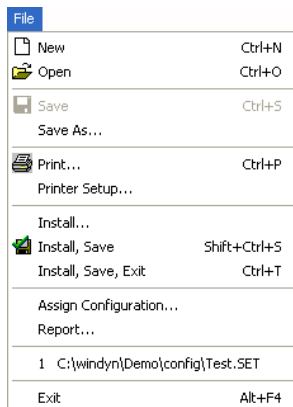 File
New Ctrl+N
Open Ctrl+O
Save Ctrl+S
Save As...
Print... Ctrl+P
Printer Setup...
Install...
Install, Save Shift+Ctrl+S
Install, Save, Exit Ctrl+T
Assign Configuration...
Report...
1 C:\windyn\Demo\config\Test.SET
Exit Alt+F4